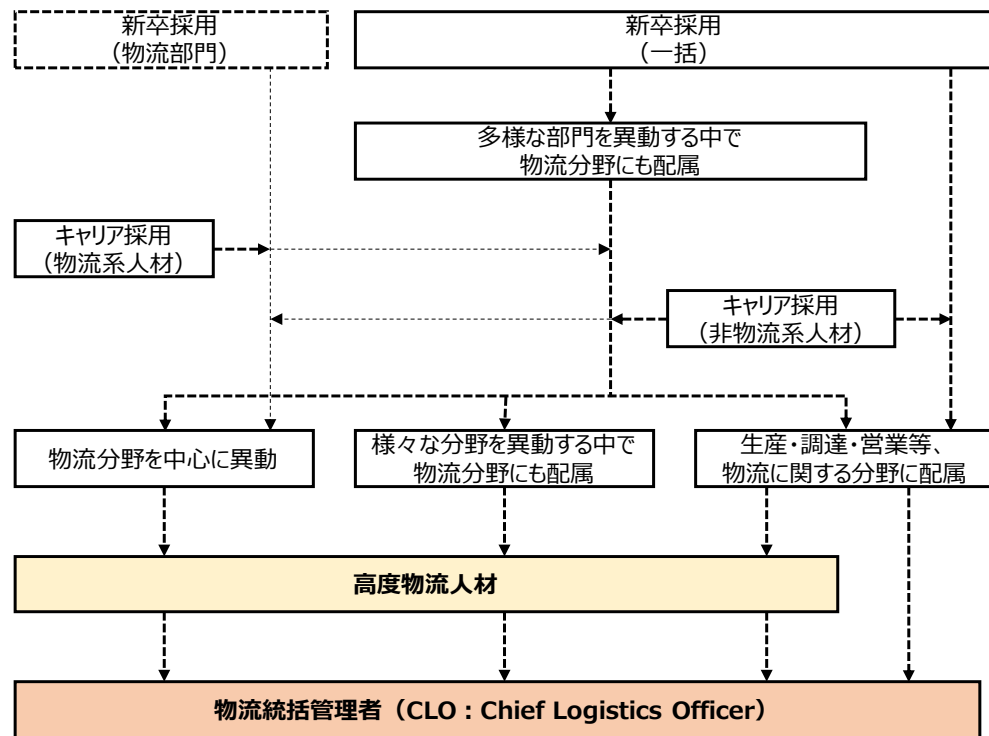 新卒採用
（物流部門）
新卒採用
（一括）
多様な部門を異動する中で
物流分野にも配属
キャリア採用
（物流系人材）
キャリア採用
（非物流系人材）
物流分野を中心に異動
様々な分野を異動する中で
物流分野にも配属
生産・調達・営業等、
物流に関する分野に配属
高度物流人材
物流統括管理者（CLO：Chief Logistics Officer）